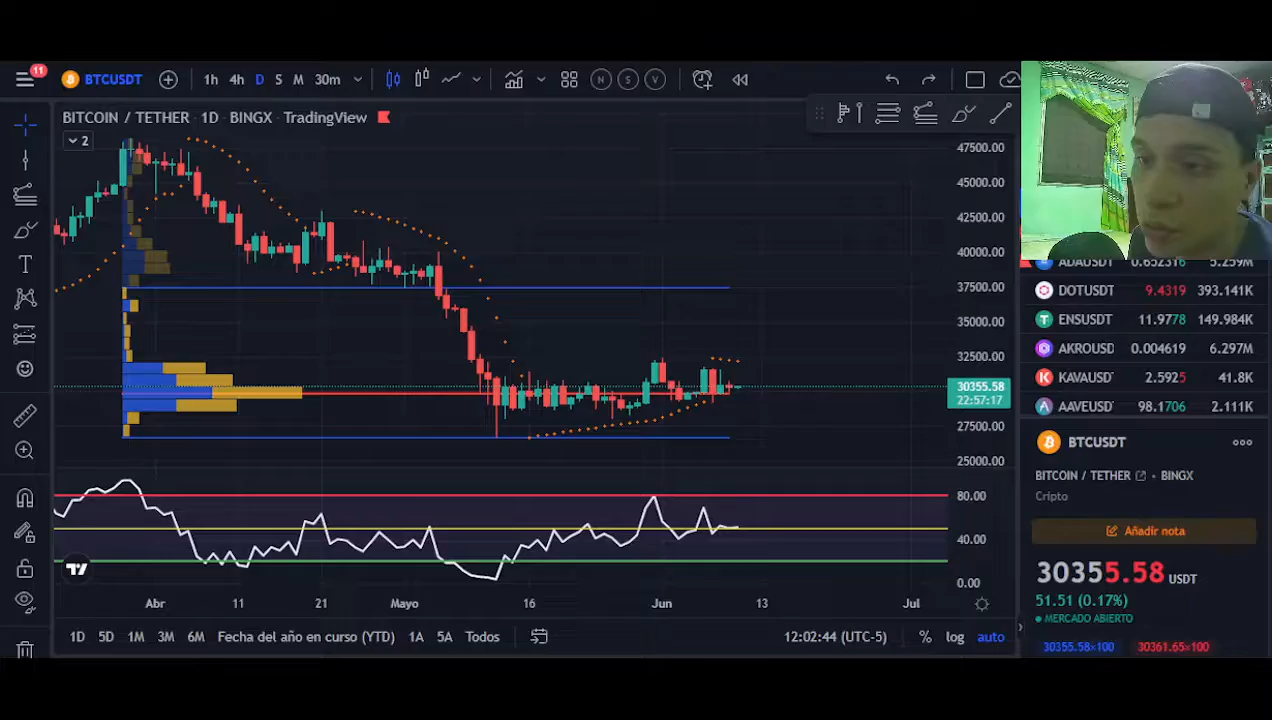 11
BTCUSDT
1h 4h D S M 30m
N S V
BITCOIN / TETHER · 1D · BINGX · TradingView
2
47500.00
45000.00
42500.00
40000.00
37500.00
35000.00
32500.00
30355.58
22:57:17
27500.00
25000.00
80.00
40.00
0.00
Abr 11 21 Mayo 16 Jun 13 Jul
1D 5D 1M 3M 6M Fecha del año en curso (YTD) 1A 5A Todos
12:02:44 (UTC-5) % log auto
ADAUSDT 0.652316 5.259M
DOTUSDT 9.4319 393.141K
ENSUSDT 11.9778 149.984K
AKROUSD 0.004619 6.297M
KAVAUSD 2.5925 41.8K
AAVEUSD 98.1706 2.111K
BTCUSDT
BITCOIN / TETHER · BINGX
Cripto
Añadir nota
30355.58 USDT
51.51 (0.17%)
MERCADO ABIERTO
30355.58×100 30361.65×100